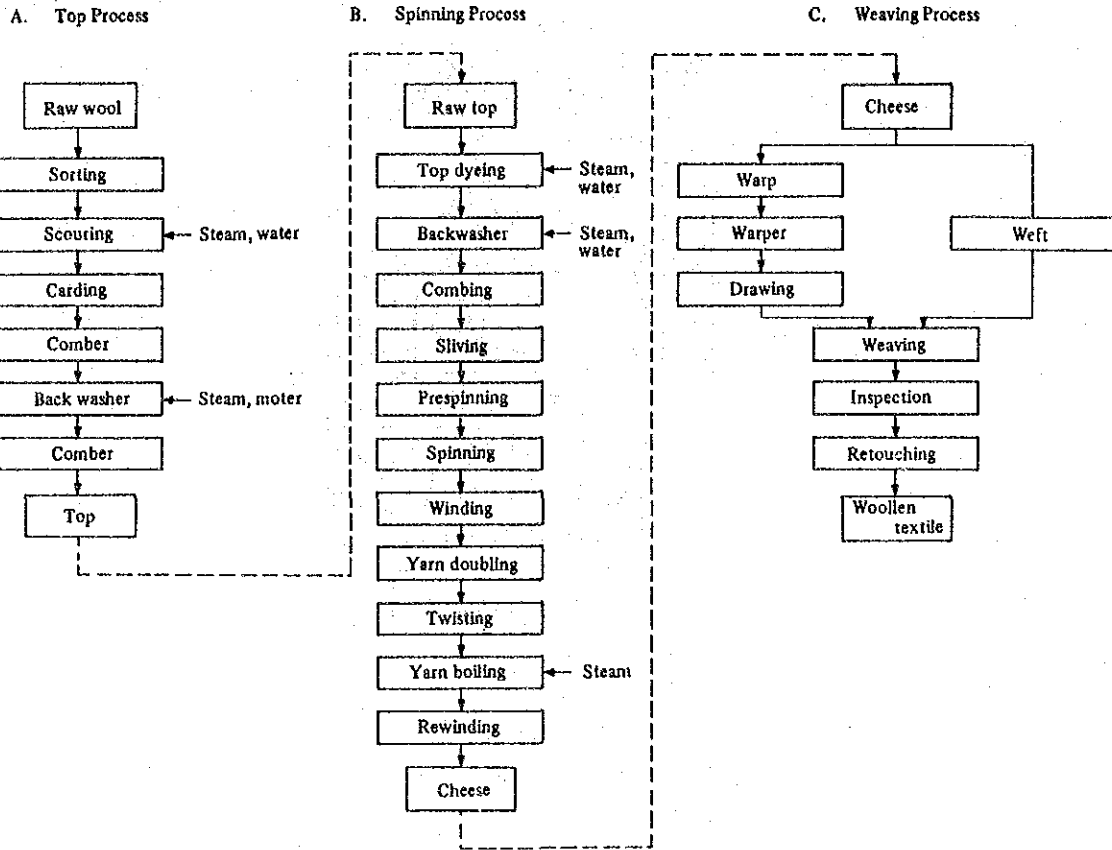 A. Top Process
Raw wool
Sorting
Scouring
Steam, water
Carding
Comber
Back washer
Steam, moter
Comber
Top
B. Spinning Process
Raw top
Top dyeing
Steam,
water
Backwasher
Steam,
water
Combing
Sliving
Prespinning
Spinning
Winding
Yarn doubling
Twisting
Yarn boiling
Steam
Rewinding
Cheese
C. Weaving Process
Cheese
Warp
Warper
Drawing
Weft
Weaving
Inspection
Retouching
Woollen
textile